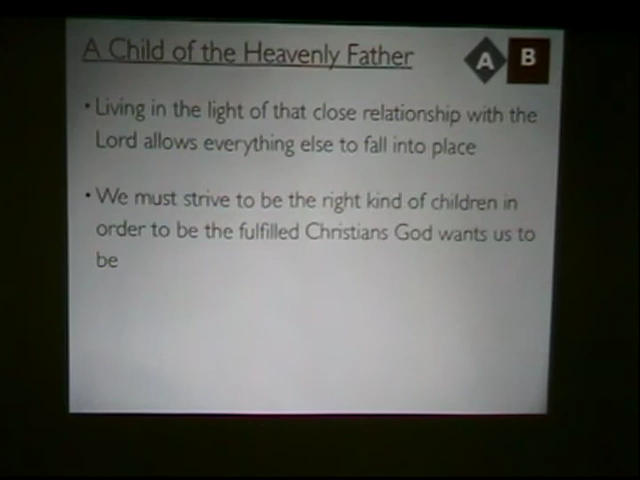 A Child of the Heavenly Father
A
B
• Living in the light of that close relationship with the
Lord allows everything else to fall into place
• We must strive to be the right kind of children in
order to be the fulfilled Christians God wants us to
be